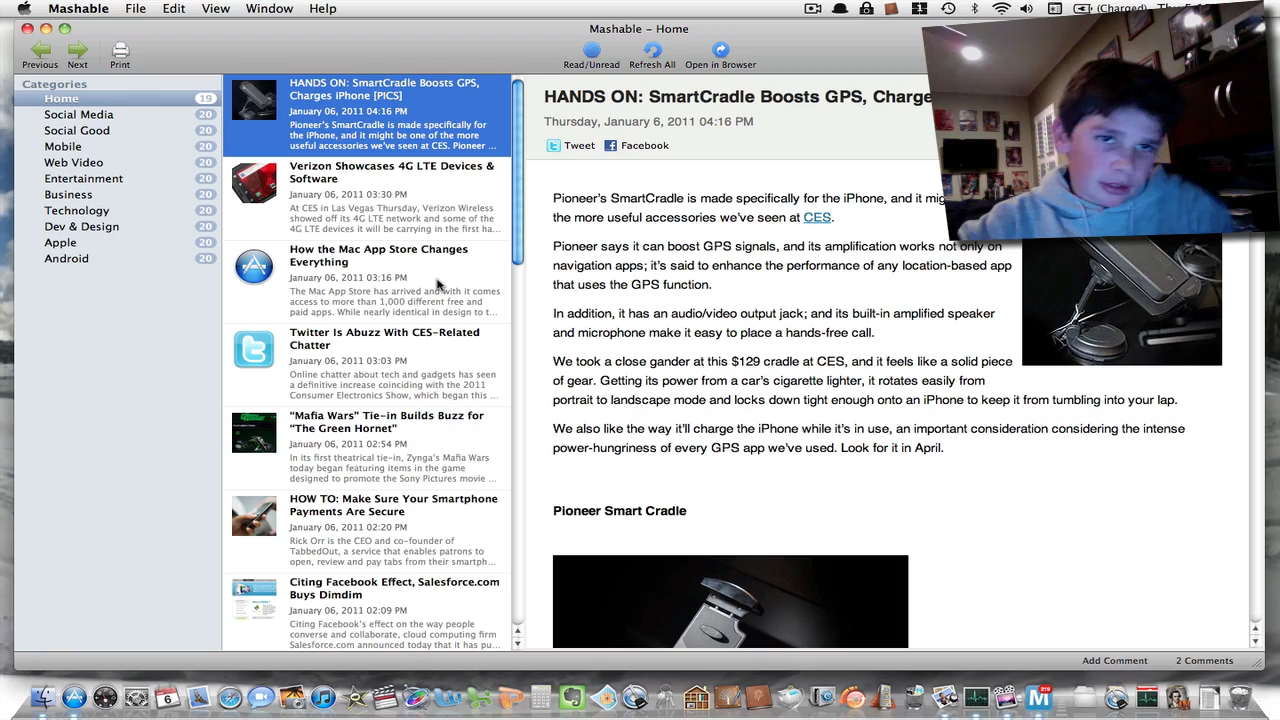 Mashable File Edit View Window Help (Charged)
Mashable – Home
Previous Next Print Read/Unread Refresh All Open in Browser
Categories
Home 19
Social Media 20
Social Good 20
Mobile 20
Web Video 20
Entertainment 20
Business 20
Technology 20
Dev & Design 20
Apple 20
Android 20
HANDS ON: SmartCradle Boosts GPS,
Charges iPhone [PICS]
January 06, 2011 04:16 PM
Pioneer's SmartCradle is made specifically for
the iPhone, and it might be one of the more
useful accessories we've seen at CES. Pioneer ...
Verizon Showcases 4G LTE Devices &
Software
January 06, 2011 03:30 PM
At CES in Las Vegas Thursday, Verizon Wireless
showed off its 4G LTE network and some of the
4G LTE devices it will be carrying in the first ha...
How the Mac App Store Changes
Everything
January 06, 2011 03:16 PM
The Mac App Store has arrived and with it comes
access to more than 1,000 different free and
paid apps. While nearly identical in design to t...
Twitter Is Abuzz With CES-Related
Chatter
January 06, 2011 03:03 PM
Online chatter about tech and gadgets has seen
a definitive increase coinciding with the 2011
Consumer Electronics Show, which began this ...
“Mafia Wars” Tie-in Builds Buzz for
“The Green Hornet”
January 06, 2011 02:54 PM
In its first theatrical tie-in, Zynga's Mafia Wars
today began featuring items in the game
designed to promote the Sony Pictures movie ...
HOW TO: Make Sure Your Smartphone
Payments Are Secure
January 06, 2011 02:20 PM
Rick Orr is the CEO and co-founder of
TabbedOut, a service that enables patrons to
open, review and pay tabs from their smartph...
Citing Facebook Effect, Salesforce.com
Buys Dimdim
January 06, 2011 02:09 PM
Citing Facebook's effect on the way people
converse and collaborate, cloud computing firm
Salesforce.com announced today that it has pu...
HANDS ON: SmartCradle Boosts GPS, Charge
Thursday, January 6, 2011 04:16 PM
Tweet Facebook
Pioneer's SmartCradle is made specifically for the iPhone, and it
the more useful accessories we've seen at CES.
Pioneer says it can boost GPS signals, and its amplification works not only on
navigation apps; it's said to enhance the performance of any location-based app
that uses the GPS function.
In addition, it has an audio/video output jack; and its built-in amplified speaker
and microphone make it easy to place a hands-free call.
We took a close gander at this $129 cradle at CES, and it feels like a solid piece
of gear. Getting its power from a car's cigarette lighter, it rotates easily from
portrait to landscape mode and locks down tight enough onto an iPhone to keep it from tumbling into your lap.
We also like the way it'll charge the iPhone while it's in use, an important consideration considering the intense
power-hungriness of every GPS app we've used. Look for it in April.
Pioneer Smart Cradle
Add Comment 2 Comments